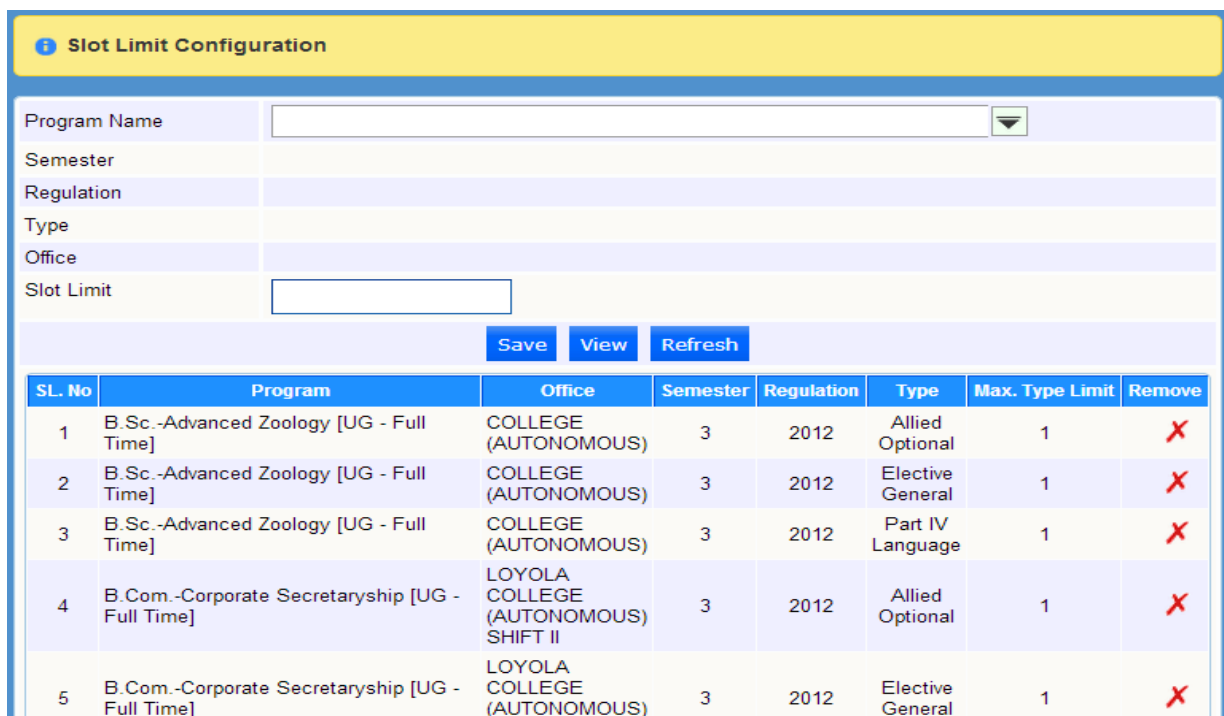 Slot Limit Configuration
Program Name
Semester
Regulation
Type
Office
Slot Limit
Save View Refresh
SL. No Program Office Semester Regulation Type Max. Type Limit Remove
1 B.Sc.-Advanced Zoology [UG - Full Time] COLLEGE (AUTONOMOUS) 3 2012 Allied Optional 1
2 B.Sc.-Advanced Zoology [UG - Full Time] COLLEGE (AUTONOMOUS) 3 2012 Elective General 1
3 B.Sc.-Advanced Zoology [UG - Full Time] COLLEGE (AUTONOMOUS) 3 2012 Part IV Language 1
4 B.Com.-Corporate Secretaryship [UG - Full Time] LOYOLA COLLEGE (AUTONOMOUS) SHIFT II 3 2012 Allied Optional 1
5 B.Com.-Corporate Secretaryship [UG - Full Time] LOYOLA COLLEGE (AUTONOMOUS) 3 2012 Elective General 1